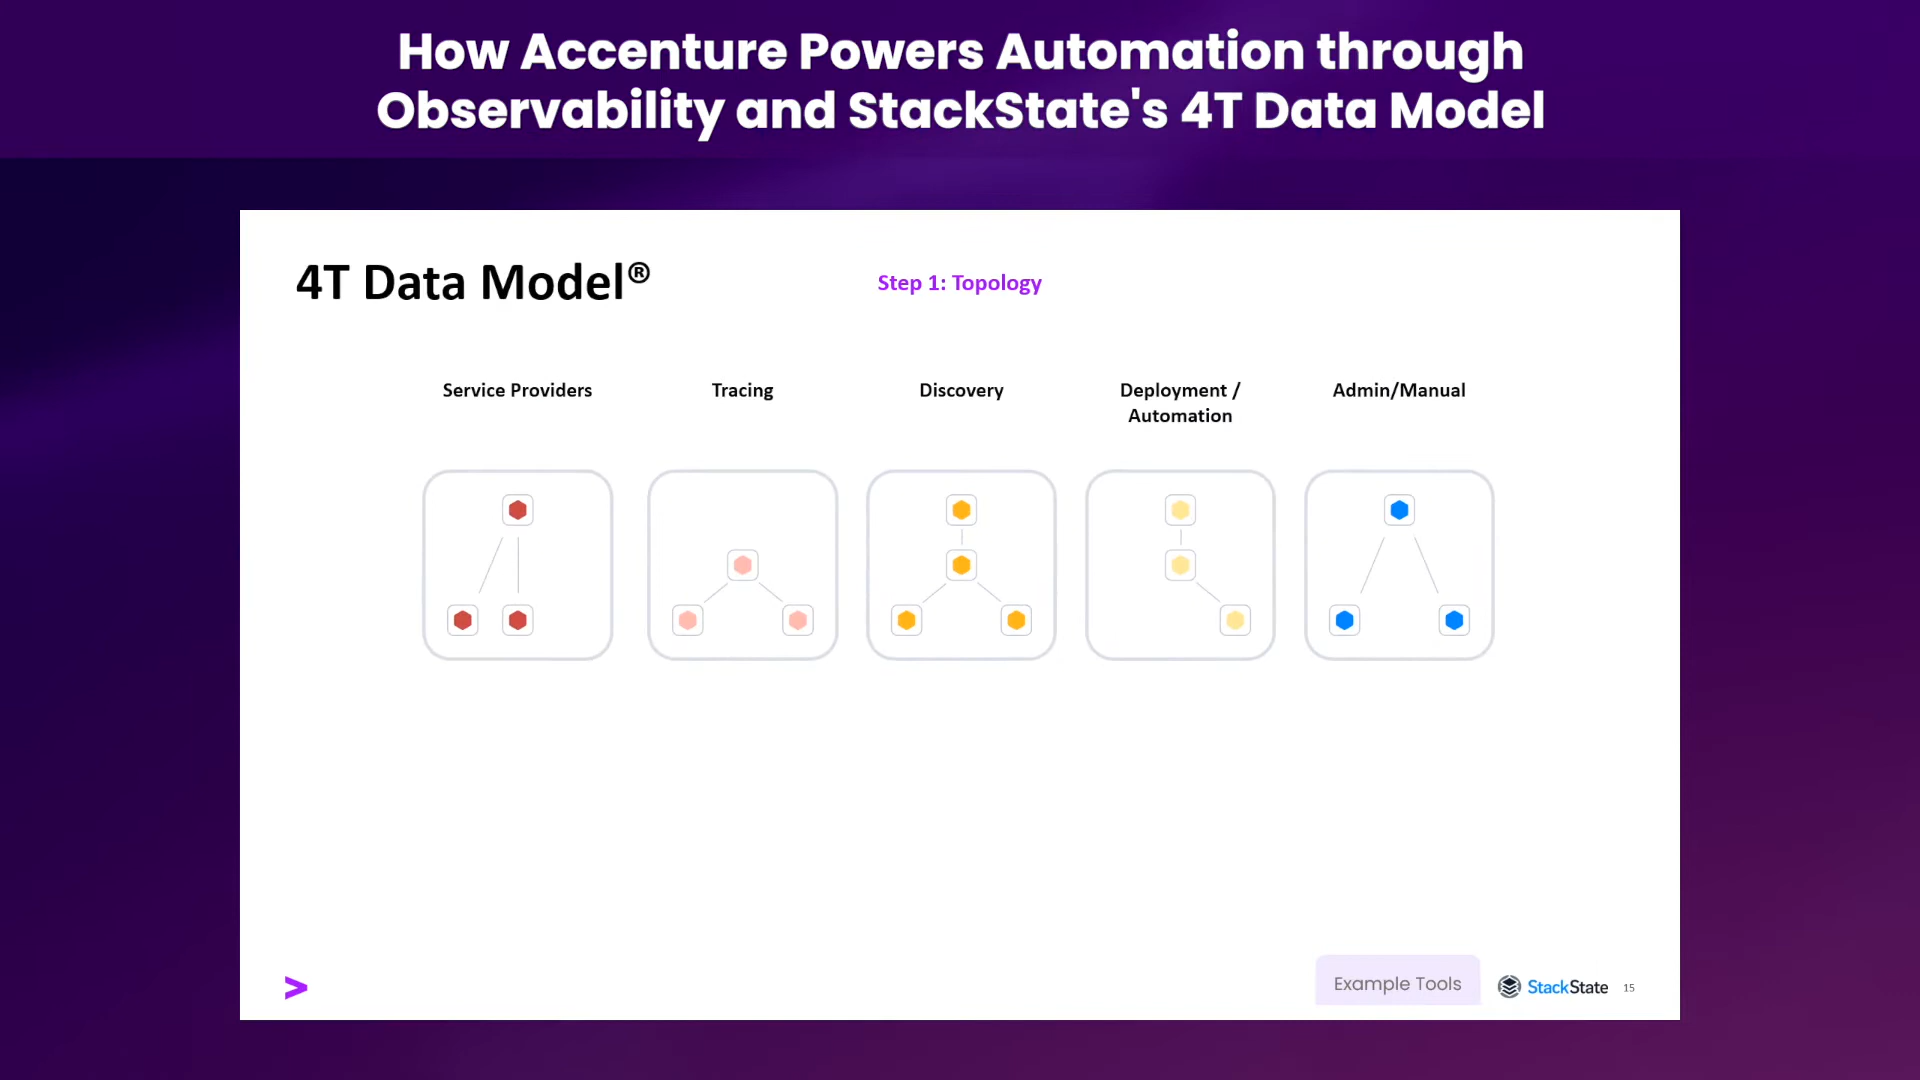 How Accenture Powers Automation through
Observability and StackState's 4T Data Model
4T Data Model®
Step 1: Topology
Service Providers
Tracing
Discovery
Deployment /
Automation
Admin/Manual
>
Example Tools
StackState
15